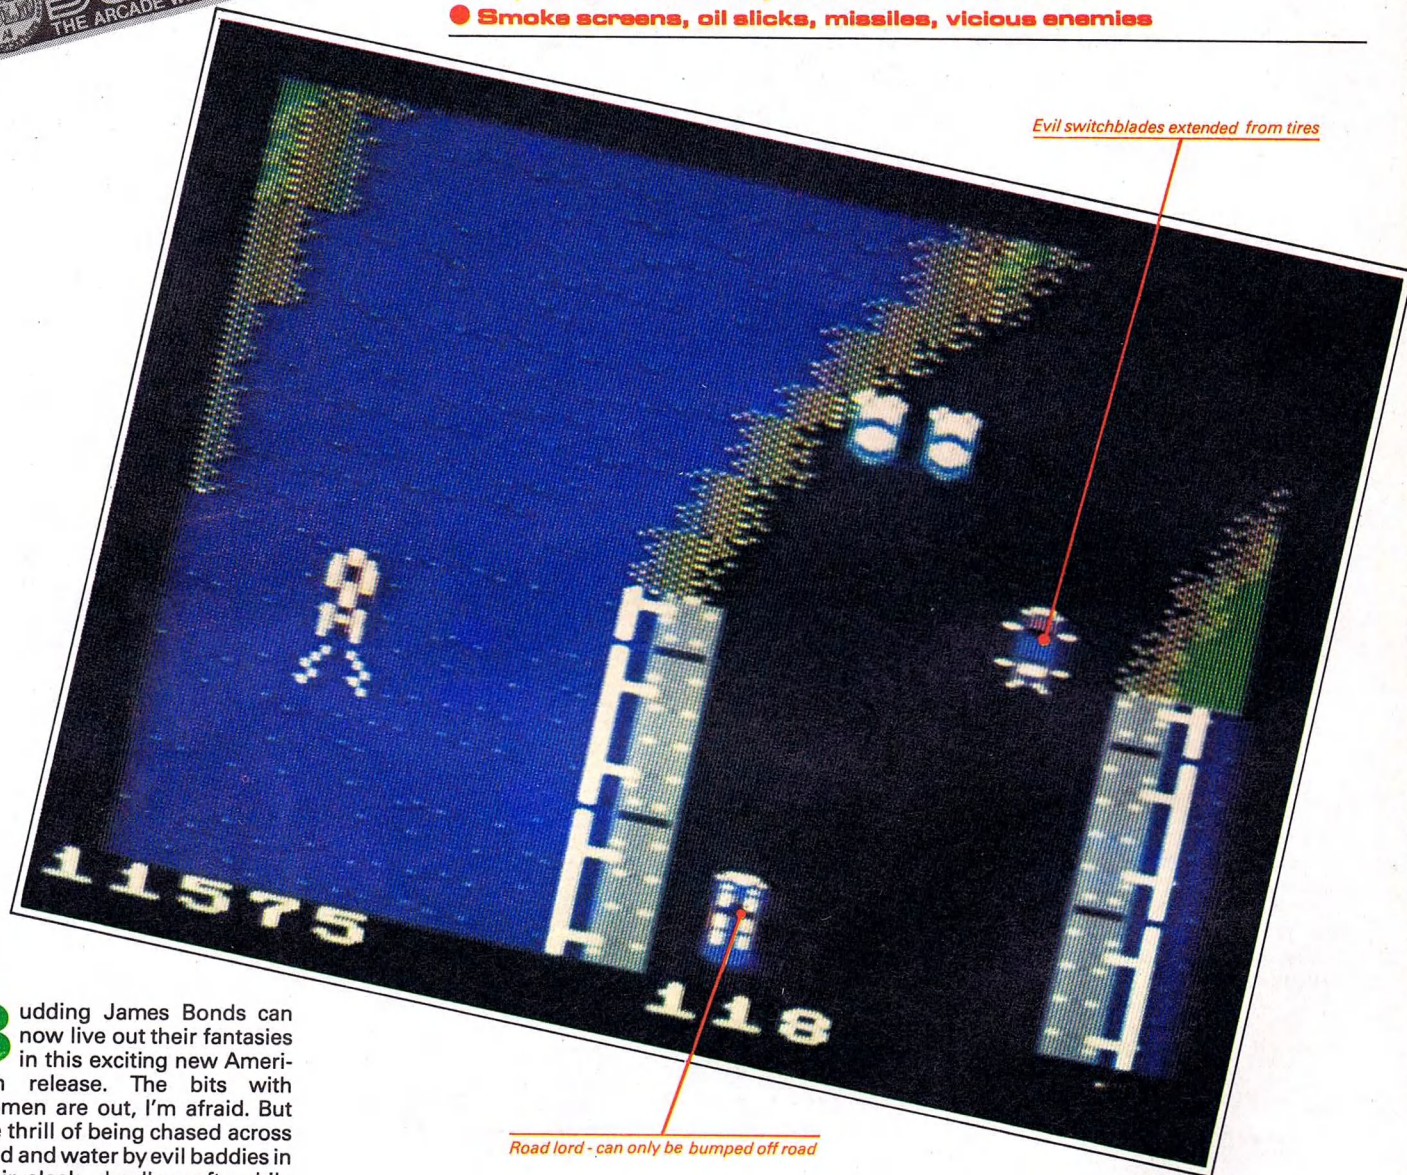 THE ARCADE
● Smoke screens, oil slicks, missiles, vicious enemies
Evil switchblades extended from tires
11575
118
Road lord - can only be bumped off road
Budding James Bonds can
now live out their fantasies
in this exciting new Ameri-
release. The bits with
men are out, I'm afraid. But
thrill of being chased across
and water by evil baddies in